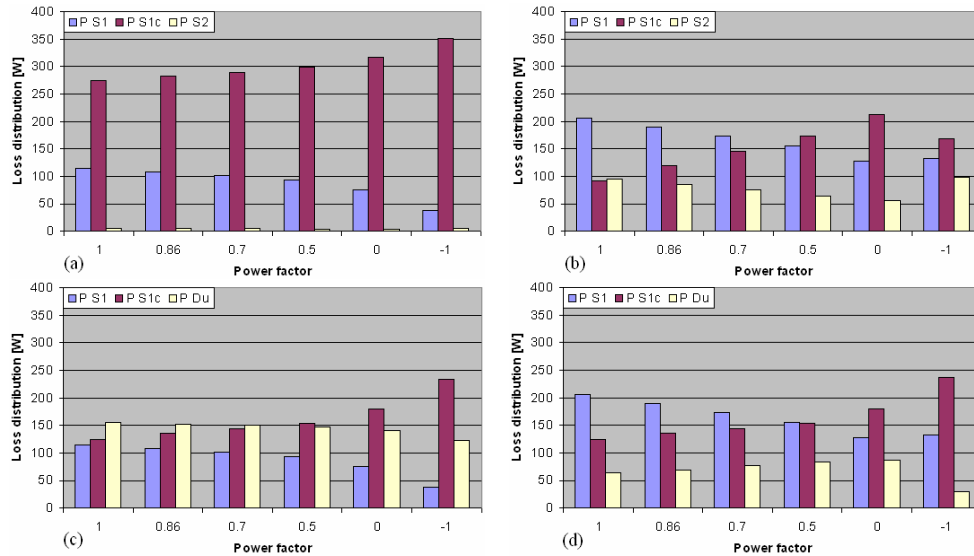 P S1 P S1c P S2
Loss distribution [W]
400
350
300
250
200
150
100
50
0
1 0.86 0.7 0.5 0 -1
(a) Power factor
P S1 P S1c P S2
Loss distribution [W]
400
350
300
250
200
150
100
50
0
1 0.86 0.7 0.5 0 -1
(b) Power factor
P S1 P S1c P Du
Loss distribution [W]
400
350
300
250
200
150
100
50
0
1 0.86 0.7 0.5 0 -1
(c) Power factor
P S1 P S1c P Du
Loss distribution [W]
400
350
300
250
200
150
100
50
0
1 0.86 0.7 0.5 0 -1
(d) Power factor